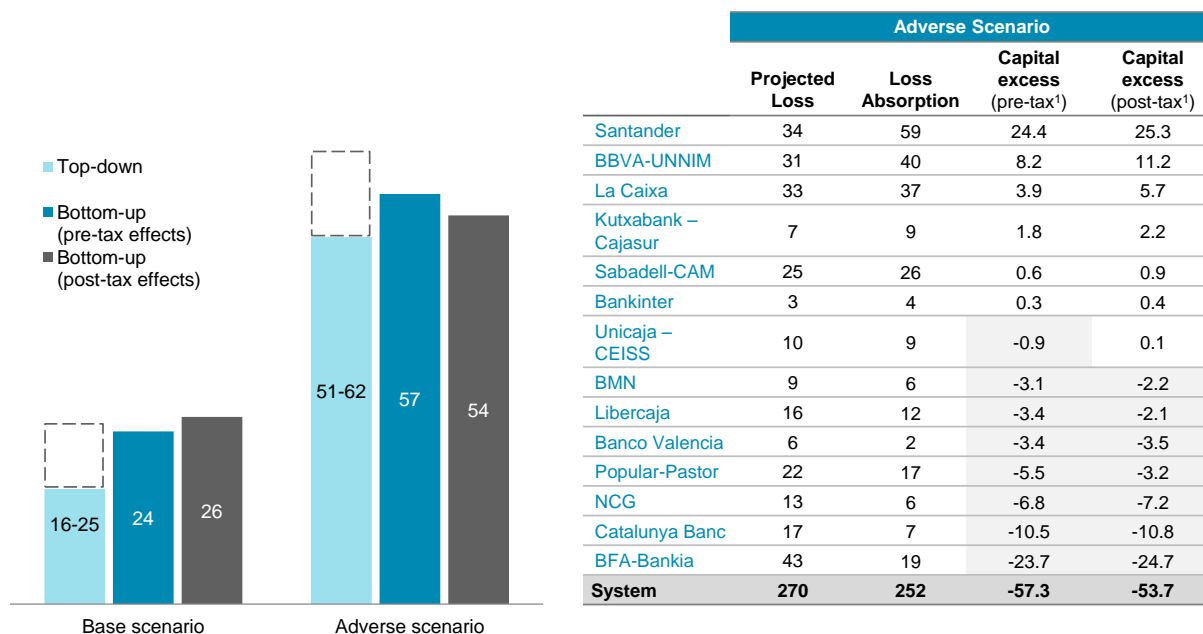 Top-down
Bottom-up
(pre-tax effects)
Bottom-up
(post-tax effects)
16-25
24
26
51-62
57
54
Base scenario
Adverse scenario
Adverse Scenario
Projected Loss
Loss Absorption
Capital excess (pre-tax¹)
Capital excess (post-tax¹)
Santander 34 59 24.4 25.3
BBVA-UNNIM 31 40 8.2 11.2
La Caixa 33 37 3.9 5.7
Kutxabank –
Cajasur 7 9 1.8 2.2
Sabadell-CAM 25 26 0.6 0.9
Bankinter 3 4 0.3 0.4
Unicaja –
CEISS 10 9 -0.9 0.1
BMN 9 6 -3.1 -2.2
Libercaja 16 12 -3.4 -2.1
Banco Valencia 6 2 -3.4 -3.5
Popular-Pastor 22 17 -5.5 -3.2
NCG 13 6 -6.8 -7.2
Catalunya Banc 17 7 -10.5 -10.8
BFA-Bankia 43 19 -23.7 -24.7
System 270 252 -57.3 -53.7